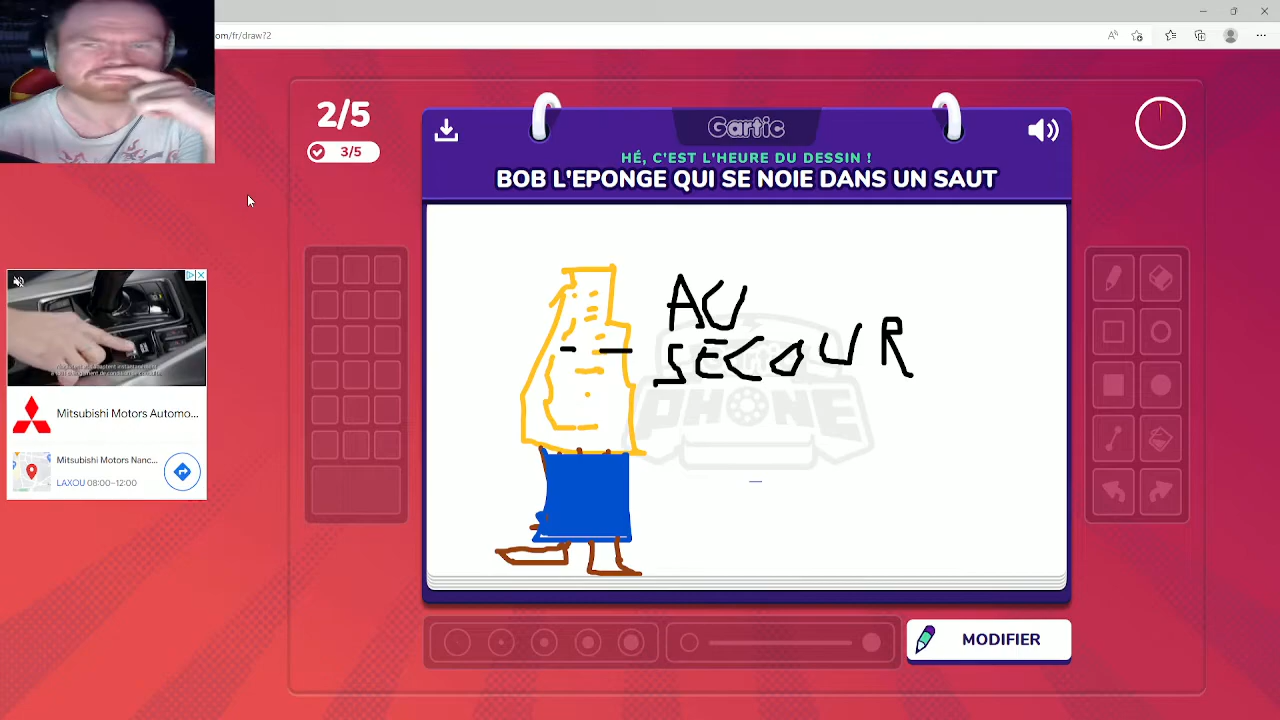 om/fr/draw?2
2/5
3/5
Gartic
HÉ, C'EST L'HEURE DU DESSIN !
BOB L'EPONGE QUI SE NOIE DANS UN SAUT
AU
SECOUR
PHONE
Mitsubishi Motors Automo...
Mitsubishi Motors Nanc...
LAXOU 08:00–12:00
MODIFIER